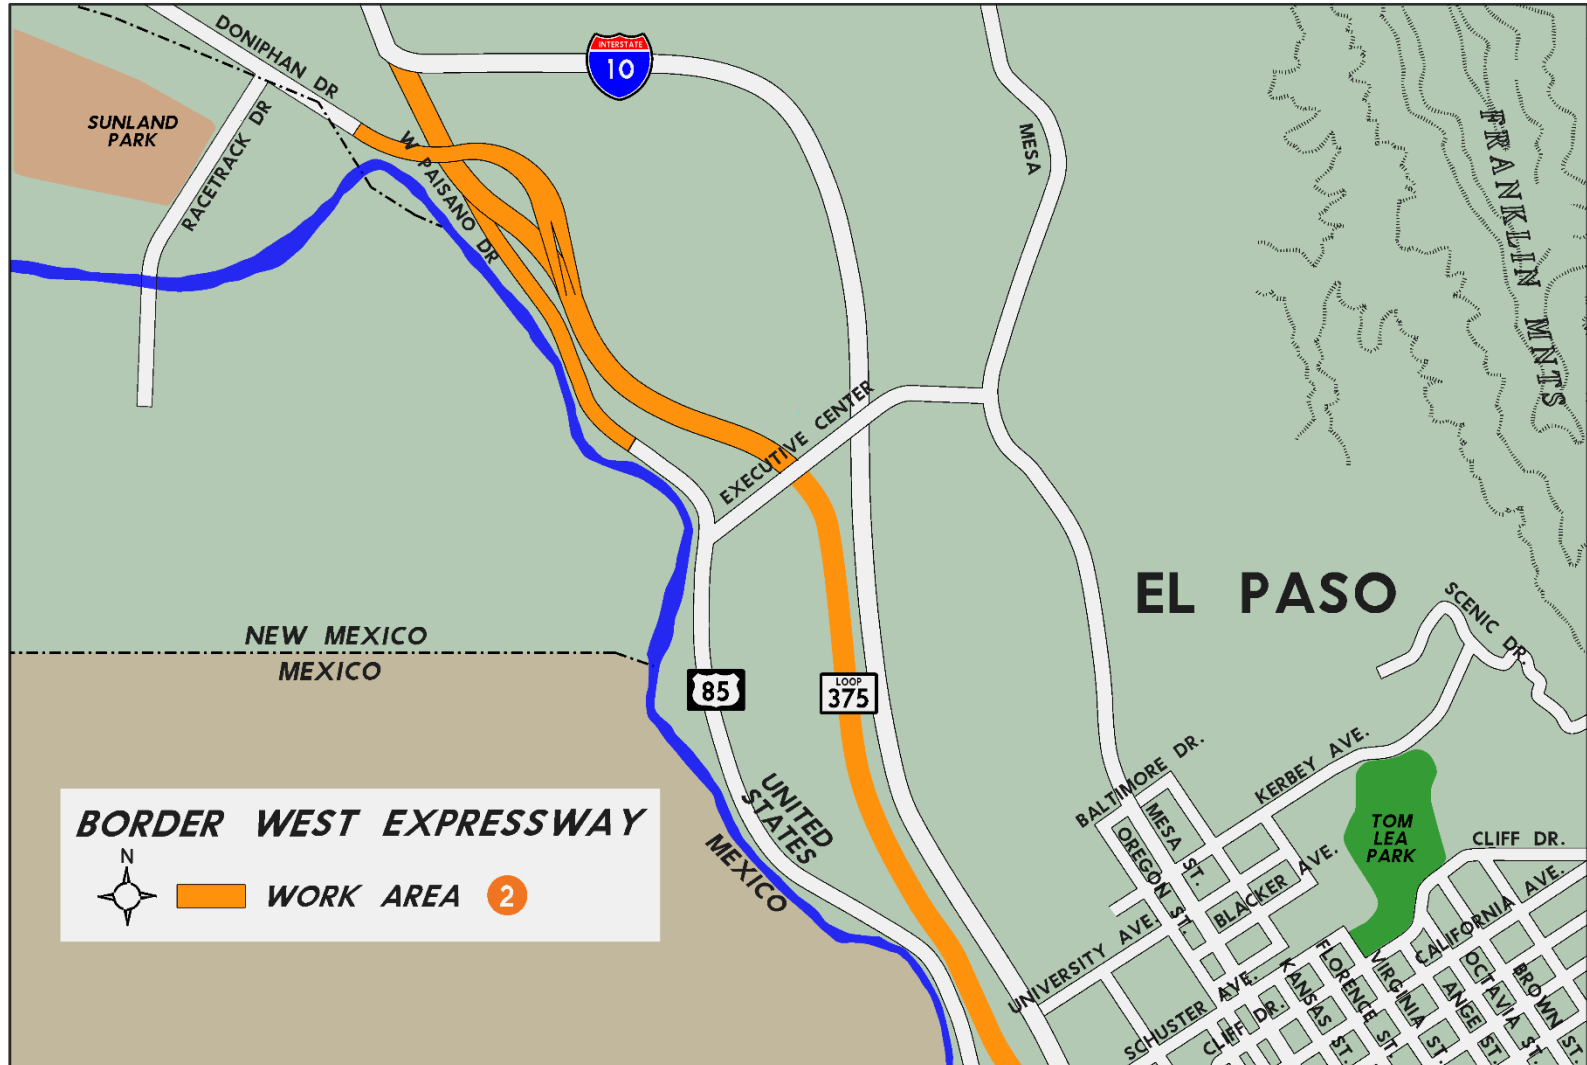 DONIPHAN DR
INTERSTATE
10
SUNLAND
PARK
RACETRACK DR
W PAISANO DR
MESA
FRANKLIN MNTS
EXECUTIVE CENTER
EL PASO
SCENIC DR.
NEW MEXICO
MEXICO
85
LOOP
375
UNITED
STATES
MEXICO
BALTIMORE DR.
KERBEY AVE.
MESA ST.
OREGON ST.
BLACKER AVE.
TOM
LEA
PARK
CLIFF DR.
UNIVERSITY AVE.
CALIFORNIA AVE.
SCHUSTER AVE.
CLIFF DR.
KANSAS ST.
FLORENCE ST.
VIRGINIA ST.
ANGE ST.
OCTAVIA ST.
BROWN ST.
BORDER WEST EXPRESSWAY
N
WORK AREA 2